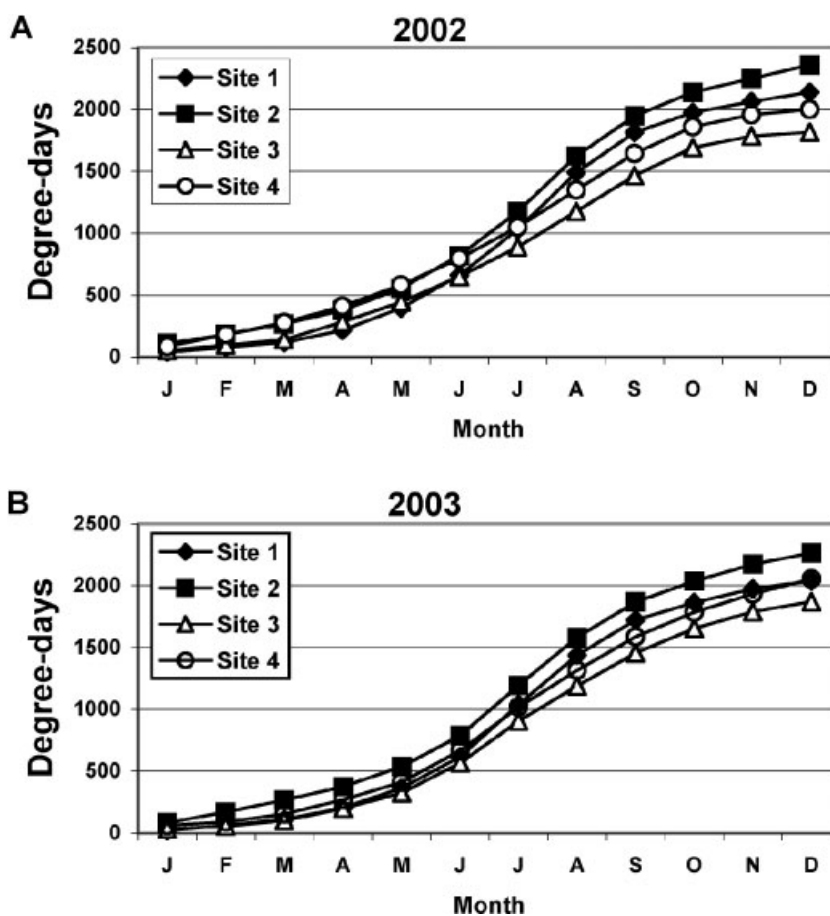 A
2002
2500
2000
1500
1000
500
0
Degree-days
Site 1
Site 2
Site 3
Site 4
J F M A M J J A S O N D
Month
B
2003
2500
2000
1500
1000
500
0
Degree-days
Site 1
Site 2
Site 3
Site 4
J F M A M J J A S O N D
Month